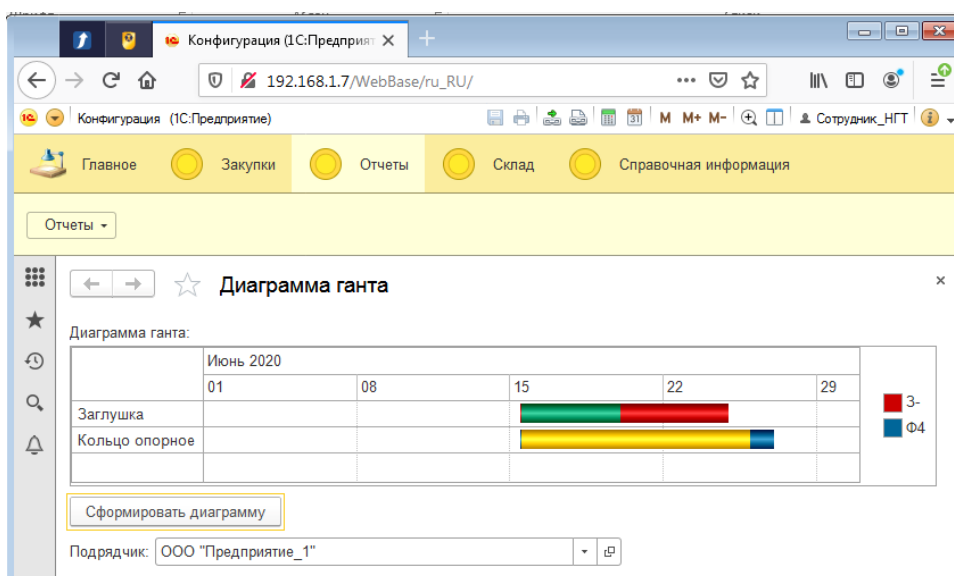 Конфигурация (1С:Предприят
192.168.1.7/WebBase/ru_RU/
Конфигурация (1С:Предприятие)
31 M M+ M- Сотрудник_НГТ
Главное Закупки Отчеты Склад Справочная информация
Отчеты
Диаграмма ганта
Диаграмма ганта:
Июнь 2020
01 08 15 22 29
Заглушка
Кольцо опорное
З-
Ф4
Сформировать диаграмму
Подрядчик: ООО "Предприятие_1"